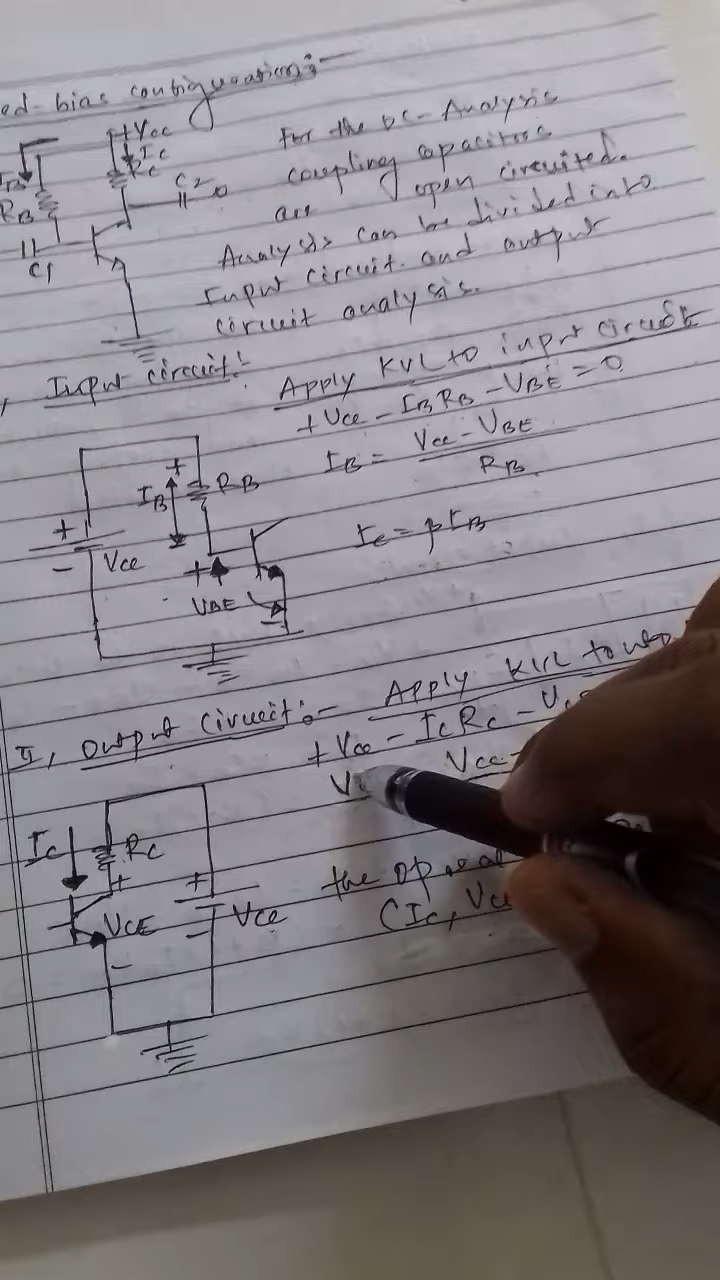 ed-bias configuration:-
+Vcc
IB
Ic
Rc
RB
C2
C1
For the DC-Analysis
coupling capacitors
are open circuited.
Analysis can be divided into
Input circuit. and output
circuit analysis.
I, Input circuit:
Apply KVL to input circuit
+Vcc - IBRB - VBE = 0
IB = Vcc - VBE / RB
Ic = βIB
+
IB
RB
+
-
Vcc
+
VBE
-
II, Output Circuit:- Apply KVL to
+Vcc - IcRc -
Vcc -
Ic
Rc
+
VCE
-
+
-
Vcc
the
(Ic, Vc